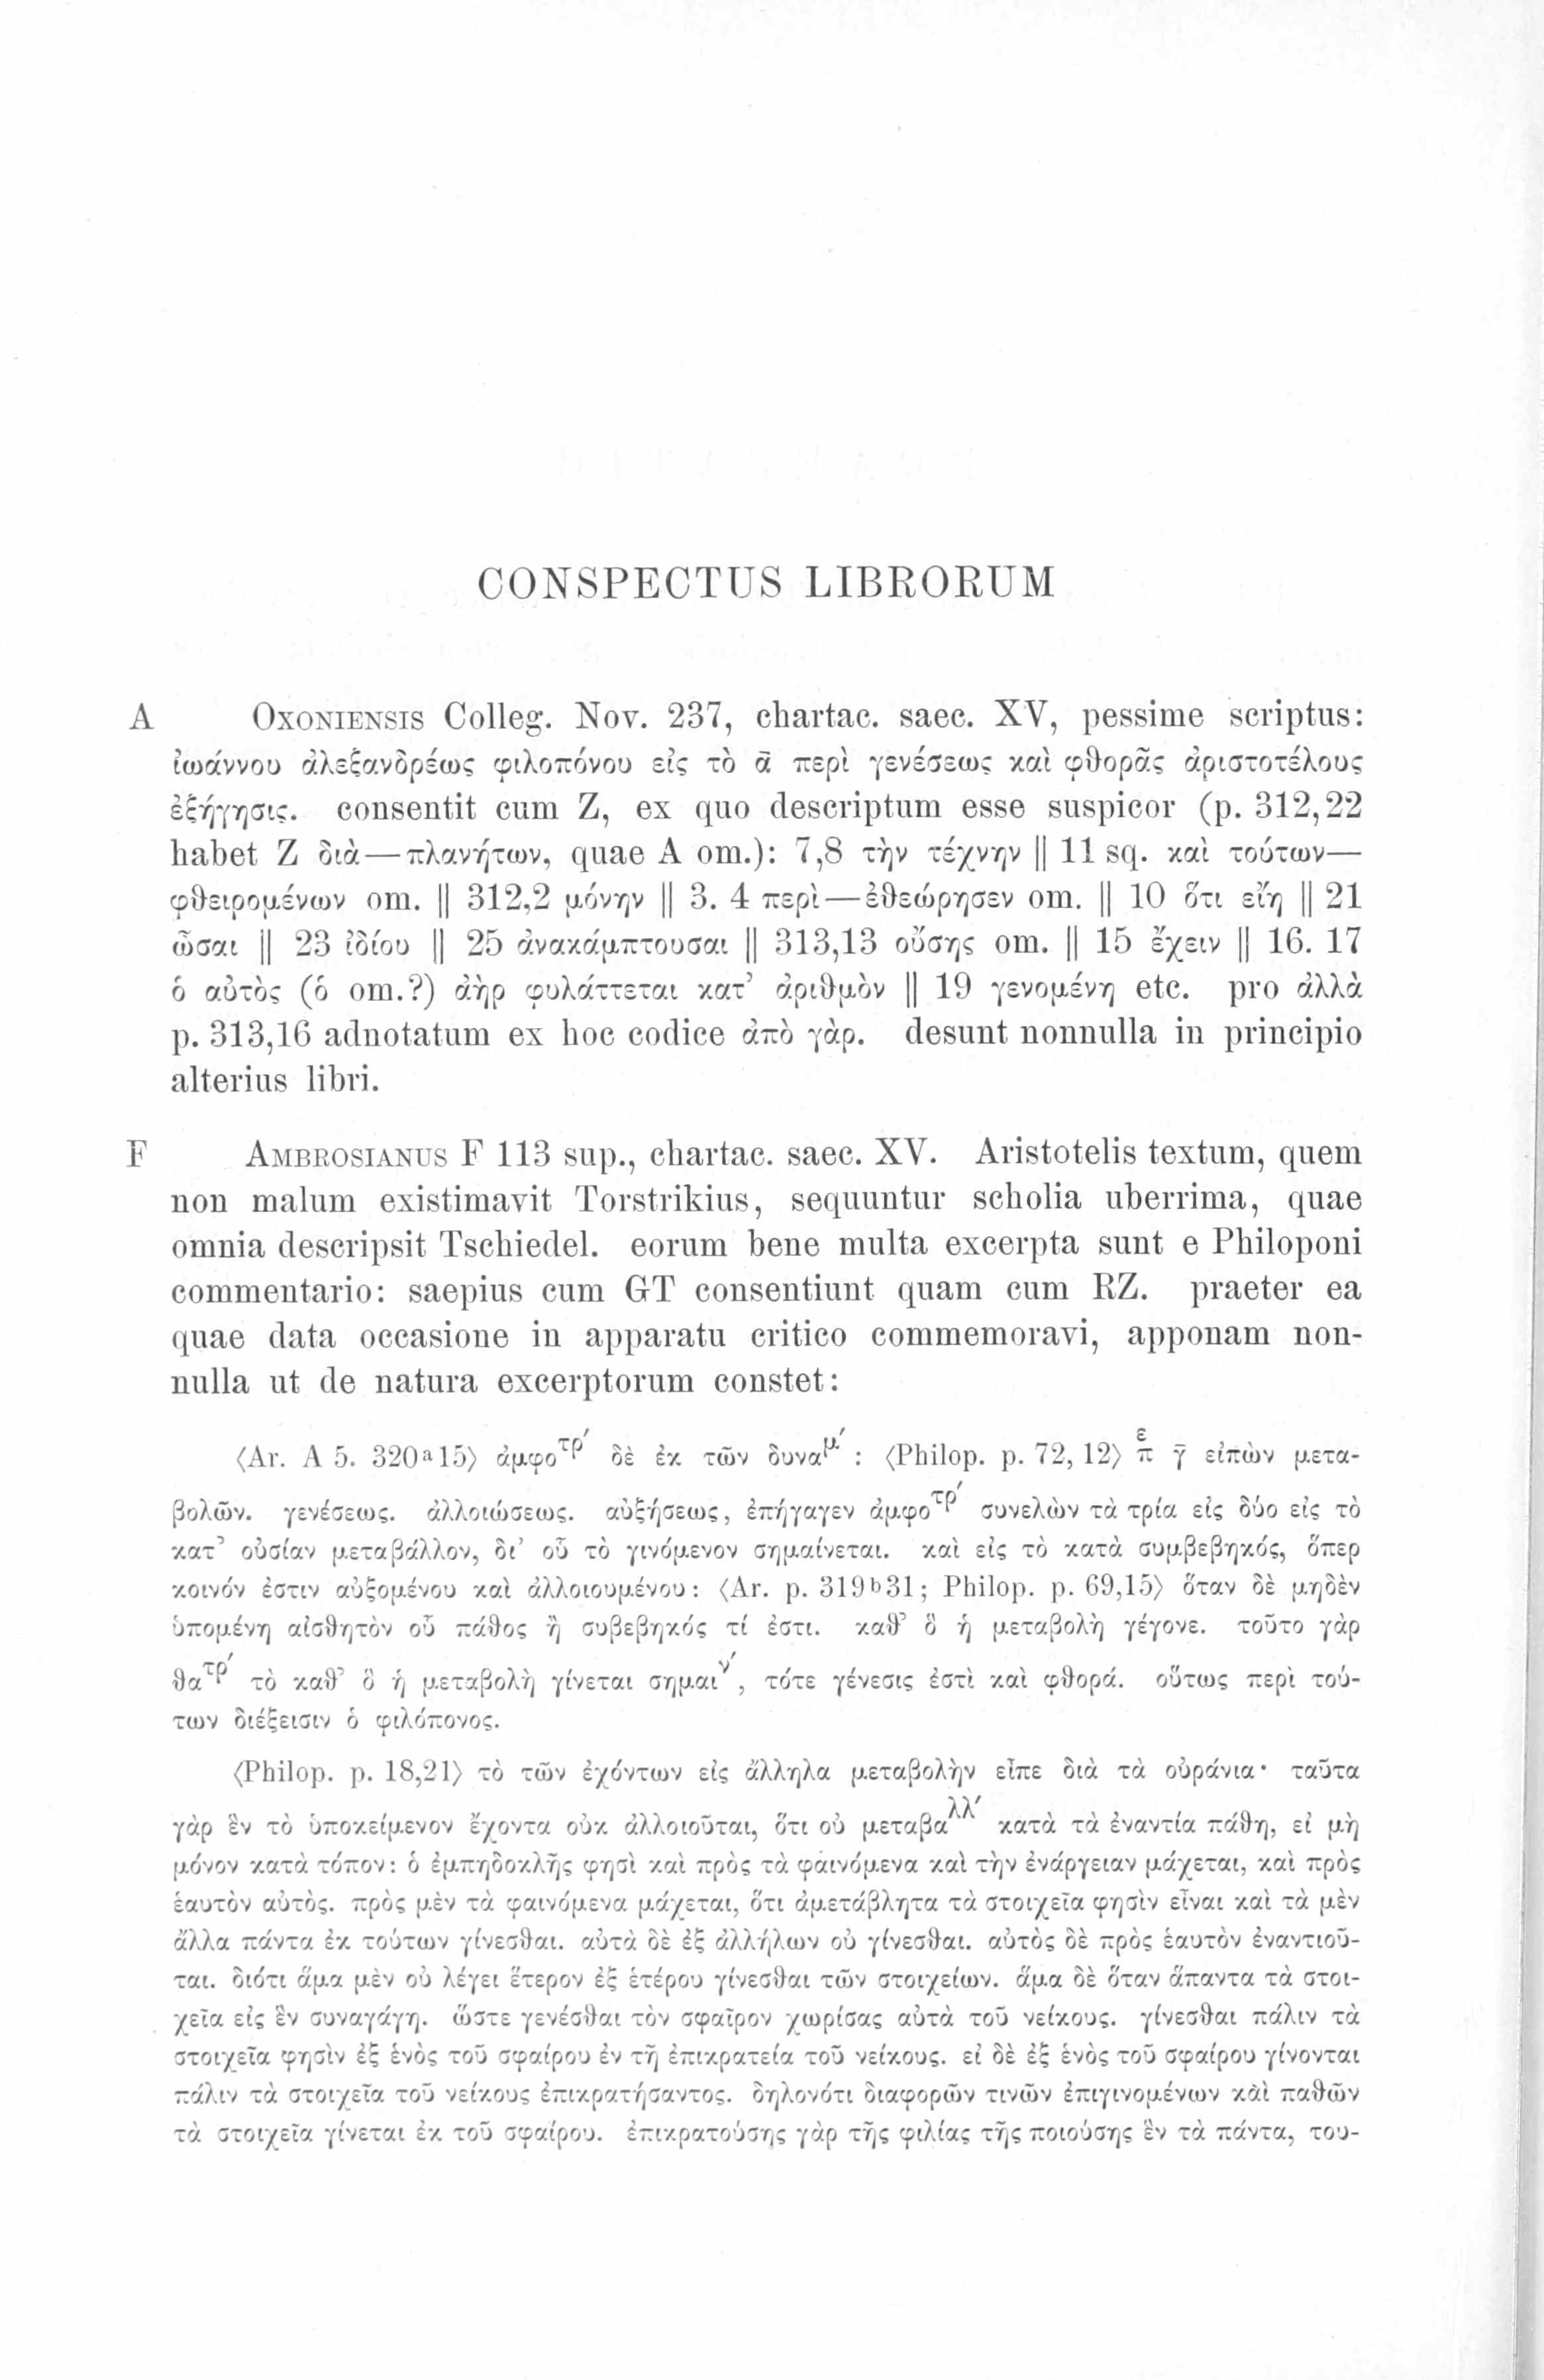 CONSPECTUS LIBRORUM
A OXONIENSIS Colleg. Nov. 237, chartac. saec. XV, pessime scriptus:
ἰωάννου ἀλεξανδρέως φιλοπόνου εἰς τὸ ᾱ περὶ γενέσεως καὶ φθορᾶς ἀριστοτέλους
ἐξήγησις. consentit cum Z, ex quo descriptum esse suspicor (p. 312,22
habet Z διὰ—πλανήτων, quae A om.): 7,8 τὴν τέχνην || 11 sq. καὶ τούτων—
φθειρομένων om. || 312,2 μόνην || 3. 4 περὶ—ἐθεώρησεν om. || 10 ὅτι εἴη || 21
ὦσαι || 23 ἰδίου || 25 ἀνακάμπτουσαι || 313,13 οὔσης om. || 15 ἔχειν || 16. 17
ὁ αὐτὸς (ὁ om.?) ἀὴρ φυλάττεται κατ’ ἀριθμὸν || 19 γενομένη etc. pro ἀλλὰ
p. 313,16 adnotatum ex hoc codice ἀπὸ γὰρ. desunt nonnulla in principio
alterius libri.
F AMBROSIANUS F 113 sup., chartac. saec. XV. Aristotelis textum, quem
non malum existimavit Torstrikius, sequuntur scholia uberrima, quae
omnia descripsit Tschiedel. eorum bene multa excerpta sunt e Philoponi
commentario: saepius cum GT consentiunt quam cum RZ. praeter ea
quae data occasione in apparatu critico commemoravi, apponam non-
nulla ut de natura excerptorum constet:
⟨Ar. A 5. 320ᵃ15⟩ ἀμφοτρ′ δὲ ἐκ τῶν δυναμ′ : ⟨Philop. p. 72, 12⟩ πε γ̄ εἰπὼν μετα-
βολῶν. γενέσεως. ἀλλοιώσεως. αὐξήσεως, ἐπήγαγεν ἀμφοτρ′ συνελὼν τὰ τρία εἰς δύο εἰς τὸ
κατ’ οὐσίαν μεταβάλλον, δι’ οὗ τὸ γινόμενον σημαίνεται. καὶ εἰς τὸ κατὰ συμβεβηκός, ὅπερ
κοινόν ἐστιν αὐξομένου καὶ ἀλλοιουμένου: ⟨Ar. p. 319ᵇ31; Philop. p. 69,15⟩ ὅταν δὲ μηδὲν
ὑπομένη αἰσθητὸν οὗ πάθος ἢ συβεβηκός τί ἐστι. καθ’ ὃ ἡ μεταβολὴ γέγονε. τοῦτο γὰρ
θατρ′ τὸ καθ’ ὃ ἡ μεταβολὴ γίνεται σημαιν′, τότε γένεσις ἐστὶ καὶ φθορά. οὕτως περὶ τού-
των διέξεισιν ὁ φιλόπονος.
⟨Philop. p. 18,21⟩ τὸ τῶν ἐχόντων εἰς ἄλληλα μεταβολὴν εἶπε διὰ τὰ οὐράνια· ταῦτα
γὰρ ἓν τὸ ὑποκείμενον ἔχοντα οὐκ ἀλλοιοῦται, ὅτι οὐ μεταβαλλ′ κατὰ τὰ ἐναντία πάθη, εἰ μὴ
μόνον κατὰ τόπον: ὁ ἐμπηδοκλῆς φησὶ καὶ πρὸς τὰ φαινόμενα καὶ τὴν ἐνάργειαν μάχεται, καὶ πρὸς
ἑαυτὸν αὐτὸς. πρὸς μὲν τὰ φαινόμενα μάχεται, ὅτι ἀμετάβλητα τὰ στοιχεῖα φησὶν εἶναι καὶ τὰ μὲν
ἄλλα πάντα ἐκ τούτων γίνεσθαι. αὐτὰ δὲ ἐξ ἀλλήλων οὐ γίνεσθαι. αὐτὸς δὲ πρὸς ἑαυτὸν ἐναντιοῦ-
ται. διότι ἅμα μὲν οὐ λέγει ἕτερον ἐξ ἑτέρου γίνεσθαι τῶν στοιχείων. ἅμα δὲ ὅταν ἅπαντα τὰ στοι-
χεῖα εἰς ἓν συναγάγη. ὥστε γενέσθαι τὸν σφαῖρον χωρίσας αὐτὰ τοῦ νείκους. γίνεσθαι πάλιν τὰ
στοιχεῖα φησὶν ἐξ ἑνὸς τοῦ σφαίρου ἐν τῆ ἐπικρατεία τοῦ νείκους. εἰ δὲ ἐξ ἑνὸς τοῦ σφαίρου γίνονται
πάλιν τὰ στοιχεῖα τοῦ νείκους ἐπικρατήσαντος. δηλονότι διαφορῶν τινῶν ἐπιγινομένων καὶ παθῶν
τὰ στοιχεῖα γίνεται ἐκ τοῦ σφαίρου. ἐπικρατούσης γὰρ τῆς φιλίας τῆς ποιούσης ἓν τὰ πάντα, του-